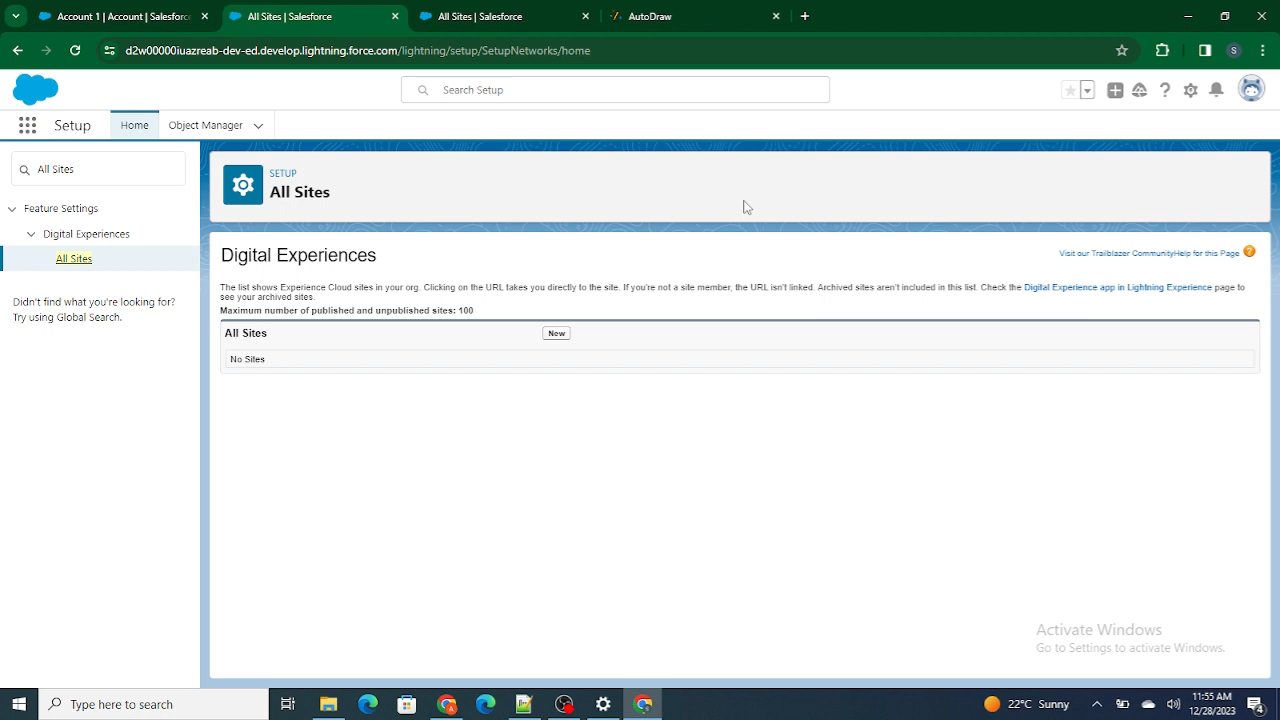 Account 1 | Account | Salesforc
All Sites | Salesforce
All Sites | Salesforce
AutoDraw
d2w00000iuazreab-dev-ed.develop.lightning.force.com/lightning/setup/SetupNetworks/home
S
Search Setup
Setup
Home
Object Manager
All Sites
Feature Settings
Digital Experiences
All Sites
Didn't find what you're looking for?
Try using Global Search.
SETUP
All Sites
Digital Experiences
Visit our Trailblazer CommunityHelp for this Page
The list shows Experience Cloud sites in your org. Clicking on the URL takes you directly to the site. If you're not a site member, the URL isn't linked. Archived sites aren't included in this list. Check the Digital Experience app in Lightning Experience page to
see your archived sites.
Maximum number of published and unpublished sites: 100
All Sites
New
No Sites
Activate Windows
Go to Settings to activate Windows.
Type here to search
22°C Sunny
11:55 AM
12/28/2023
4